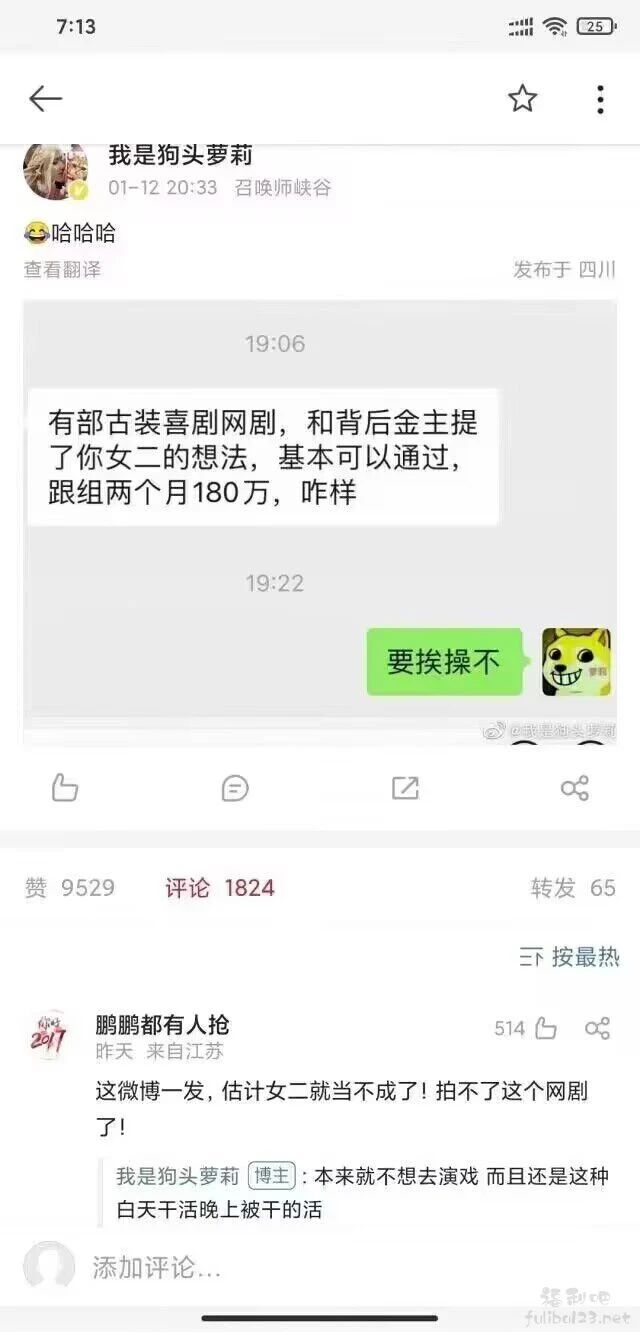 7:13
25
我是狗头萝莉
01-12 20:33 召唤师峡谷
😂哈哈哈
查看翻译
发布于 四川
19:06
有部古装喜剧网剧，和背后金主提
了你女二的想法，基本可以通过，
跟组两个月180万，咋样
19:22
要挨操不
萝莉
@我是狗头萝莉
赞 9529
评论 1824
转发 65
按最热
你好
2017
鹏鹏都有人抢
514
昨天 来自江苏
这微博一发，估计女二就当不成了！拍不了这个网剧
了！
我是狗头萝莉 博主：本来就不想去演戏 而且还是这种
白天干活晚上被干的活
添加评论...
福利吧
fuliba123.net